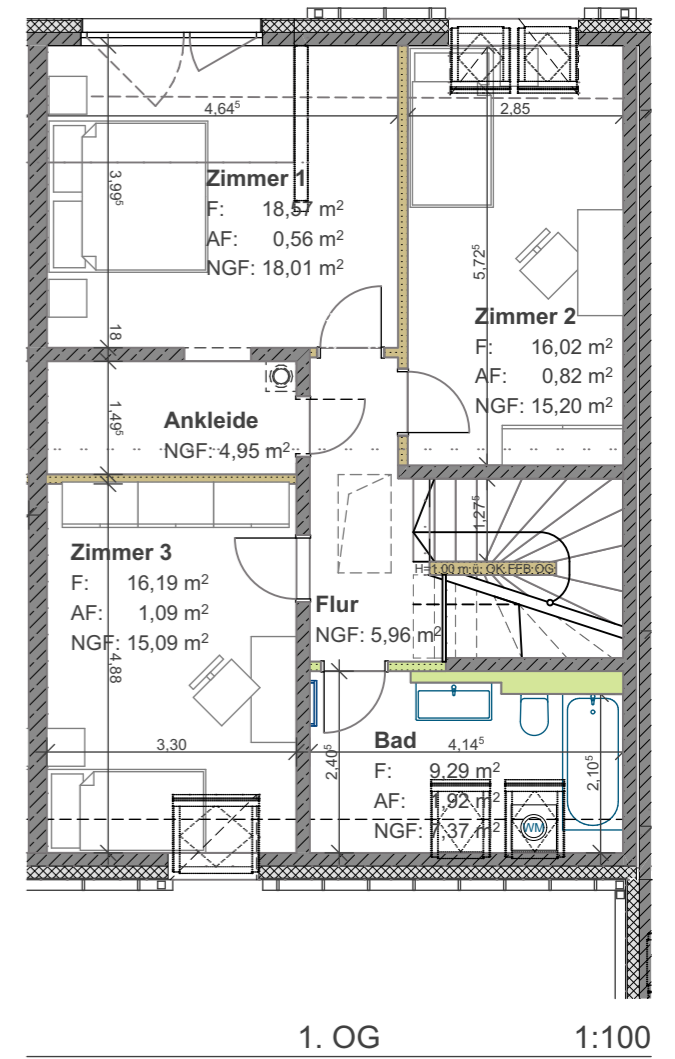 4,64⁵
2,85
3,99⁵
Zimmer 1
F: 18,57 m²
AF: 0,56 m²
NGF: 18,01 m²
5,72⁵
Zimmer 2
F: 16,02 m²
AF: 0,82 m²
NGF: 15,20 m²
18
1,49⁵
Ankleide
NGF: 4,95 m²
1,27⁵
Zimmer 3
F: 16,19 m²
AF: 1,09 m²
NGF: 15,09 m²
4,88
H=1,00 m ü. OK FFB OG
Flur
NGF: 5,96 m²
3,30
2,40⁵
Bad
4,14⁵
F: 9,29 m²
AF: 1,92 m²
NGF: 7,37 m²
2,10⁵
WM
1. OG 1:100